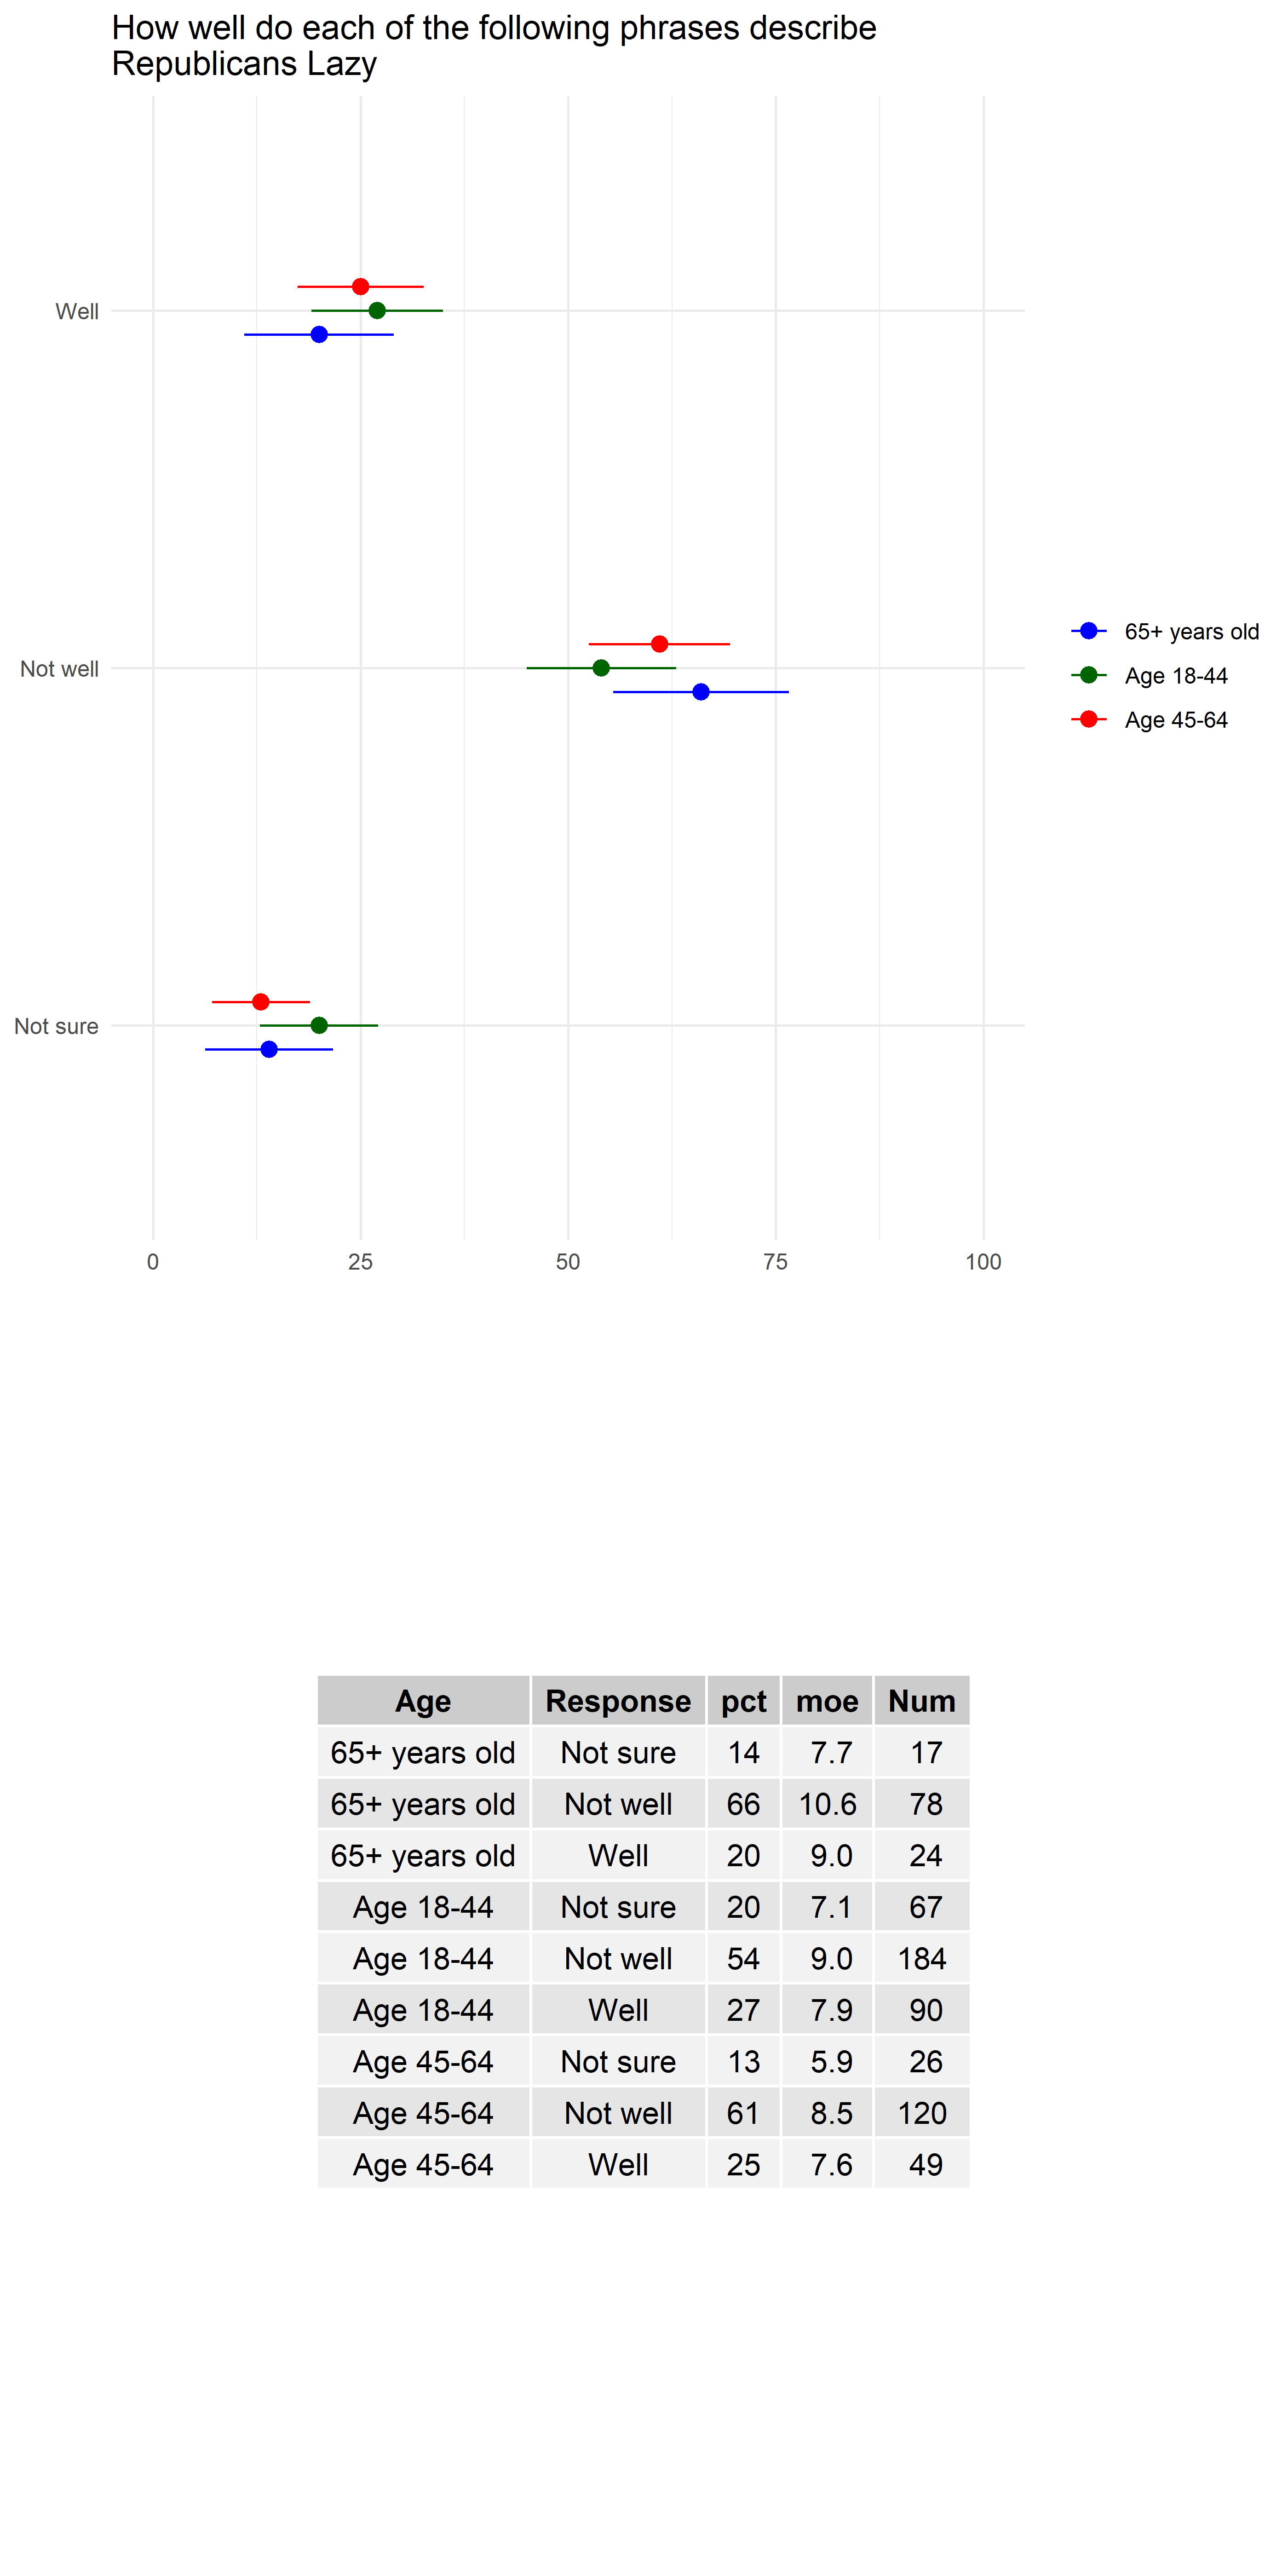 How well do each of the following phrases describe
Republicans Lazy
Well
Not well
Not sure
0 25 50 75 100
65+ years old
Age 18-44
Age 45-64
Age Response pct moe Num
65+ years old Not sure 14 7.7 17
65+ years old Not well 66 10.6 78
65+ years old Well 20 9.0 24
Age 18-44 Not sure 20 7.1 67
Age 18-44 Not well 54 9.0 184
Age 18-44 Well 27 7.9 90
Age 45-64 Not sure 13 5.9 26
Age 45-64 Not well 61 8.5 120
Age 45-64 Well 25 7.6 49